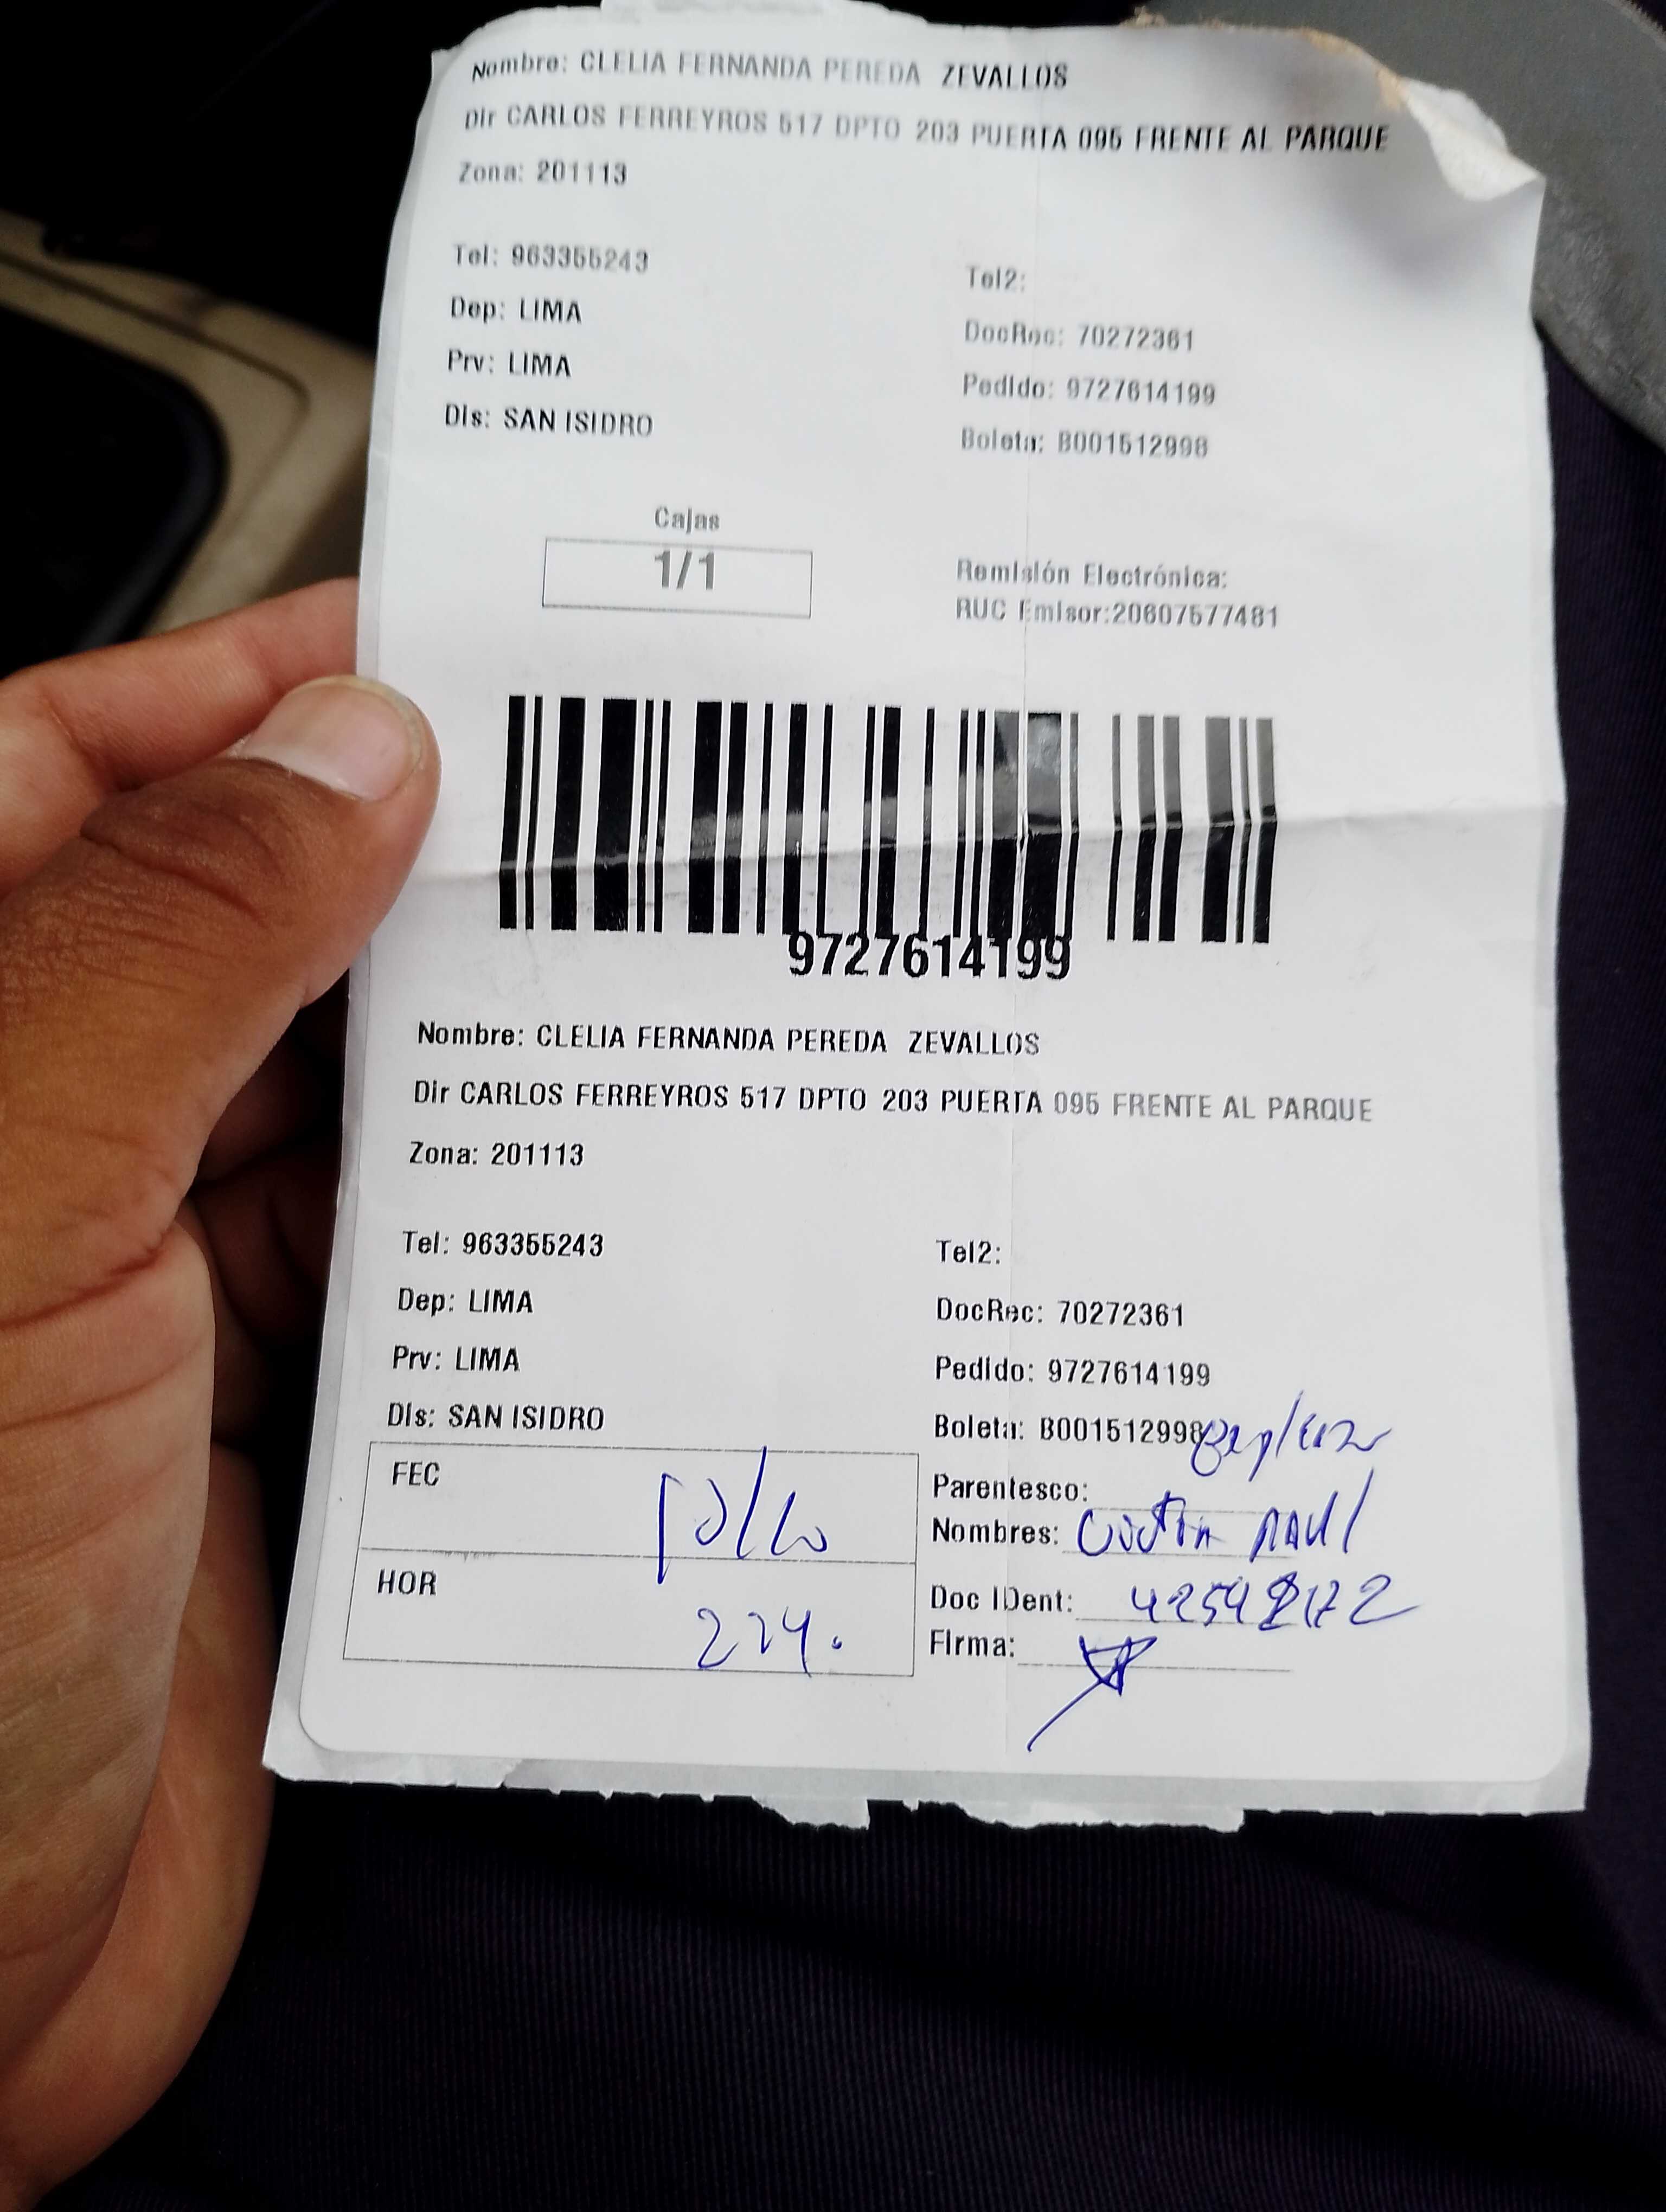 Nombre: CLELIA FERNANDA PEREDA ZEVALLOS
Dir CARLOS FERREYROS 517 DPTO 203 PUERTA 095 FRENTE AL PARQUE
Zona: 201113
Tel: 963355243
Tel2:
Dep: LIMA
DocRec: 70272361
Prv: LIMA
Pedido: 9727614199
Dis: SAN ISIDRO
Boleta: B001512998
Cajas
1/1
Remisión Electrónica:
RUC Emisor:20607577481
9727614199
Nombre: CLELIA FERNANDA PEREDA ZEVALLOS
Dir CARLOS FERREYROS 517 DPTO 203 PUERTA 095 FRENTE AL PARQUE
Zona: 201113
Tel: 963355243
Tel2:
Dep: LIMA
DocRec: 70272361
Prv: LIMA
Pedido: 9727614199
Dis: SAN ISIDRO
Boleta: B001512998
FEC
Parentesco:
Nombres:
HOR
Doc IDent:
Firma: